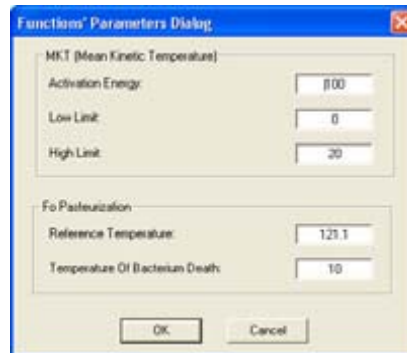 Functions' Parameters Dialog
MKT (Mean Kinetic Temperature)
Activation Energy: 100
Low Limit: 0
High Limit: 20
Fo Pasteurization
Reference Temperature: 121.1
Temperature Of Bacterium Death: 10
OK Cancel